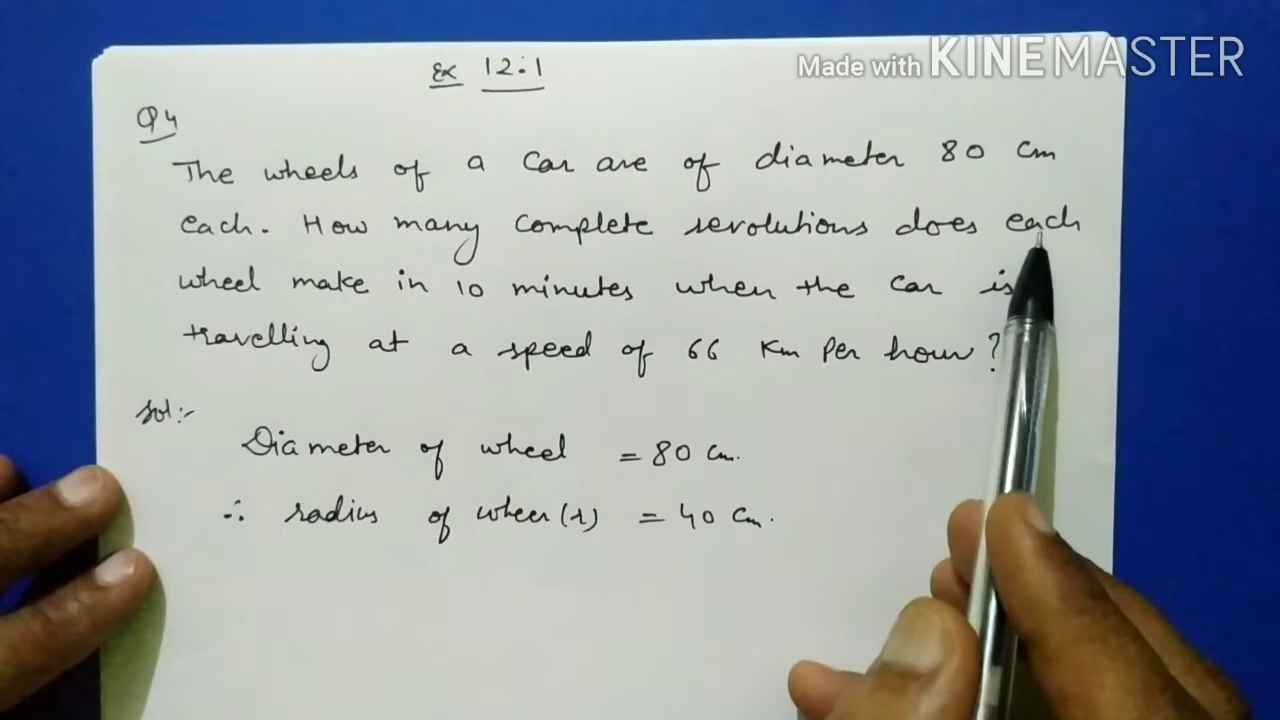 Made with KINEMASTER
Ex 12.1
Q4
The wheels of a car are of diameter 80 cm
each. How many complete revolutions does each
wheel make in 10 minutes when the car is
travelling at a speed of 66 Km Per hour?
Sol:-
Diameter of wheel = 80 cm.
∴ radius of wheel (r) = 40 cm.